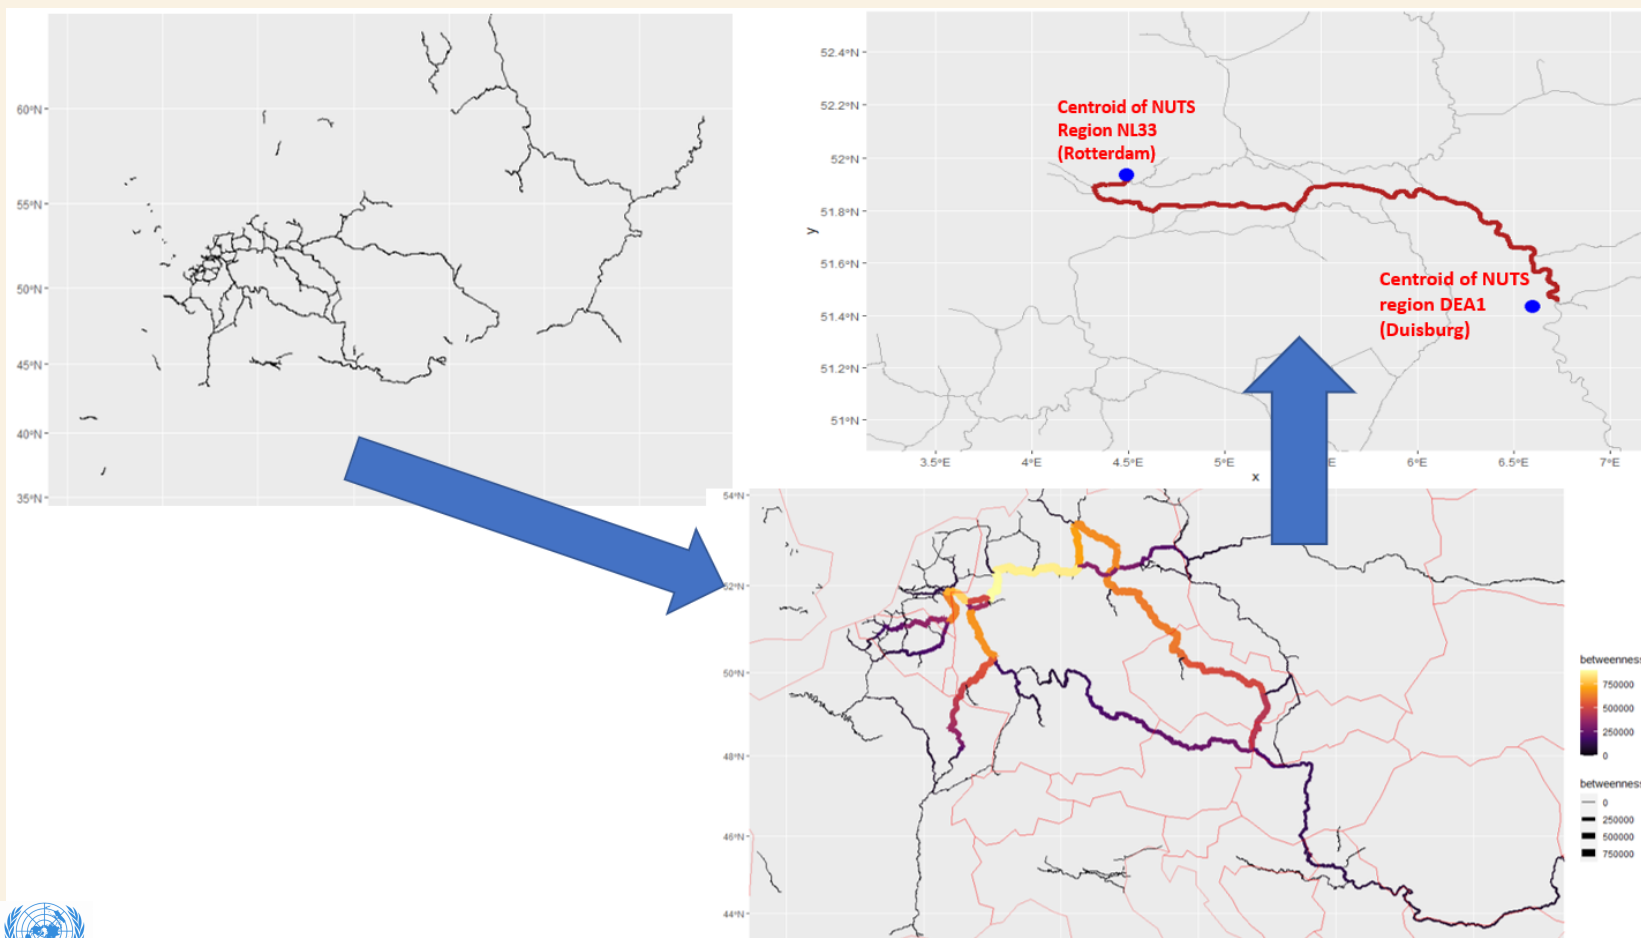 60°N
55°N
50°N
45°N
40°N
35°N
52.4°N
52.2°N
52°N
51.8°N
51.6°N
51.4°N
51.2°N
51°N
y
Centroid of NUTS
Region NL33
(Rotterdam)
Centroid of NUTS
region DEA1
(Duisburg)
3.5°E
4°E
4.5°E
5°E
6°E
6.5°E
7°E
x
54°N
52°N
50°N
48°N
46°N
44°N
betweenness
750000
500000
250000
0
betweenness
0
250000
500000
750000